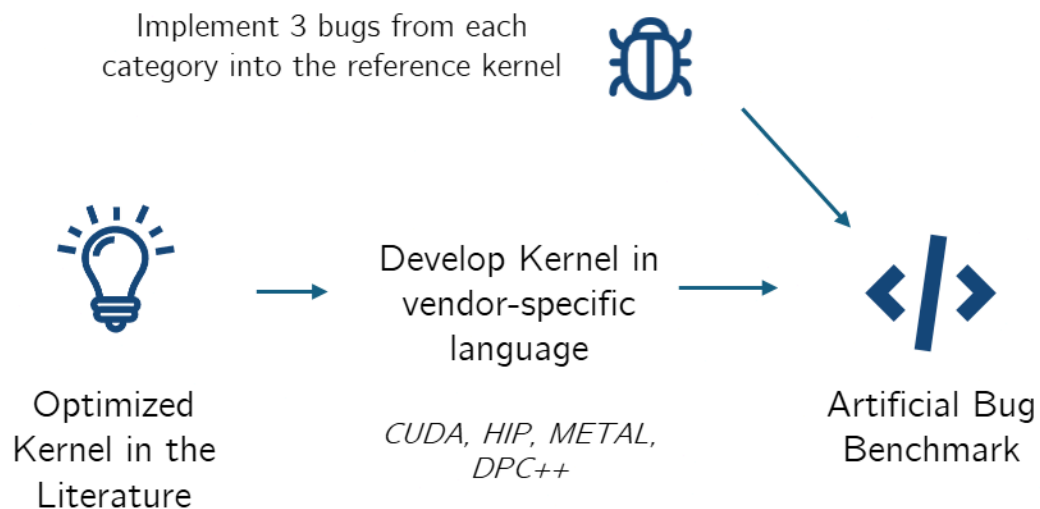 Implement 3 bugs from each
category into the reference kernel
Optimized
Kernel in the
Literature
Develop Kernel in
vendor-specific
language
CUDA, HIP, METAL,
DPC++
Artificial Bug
Benchmark